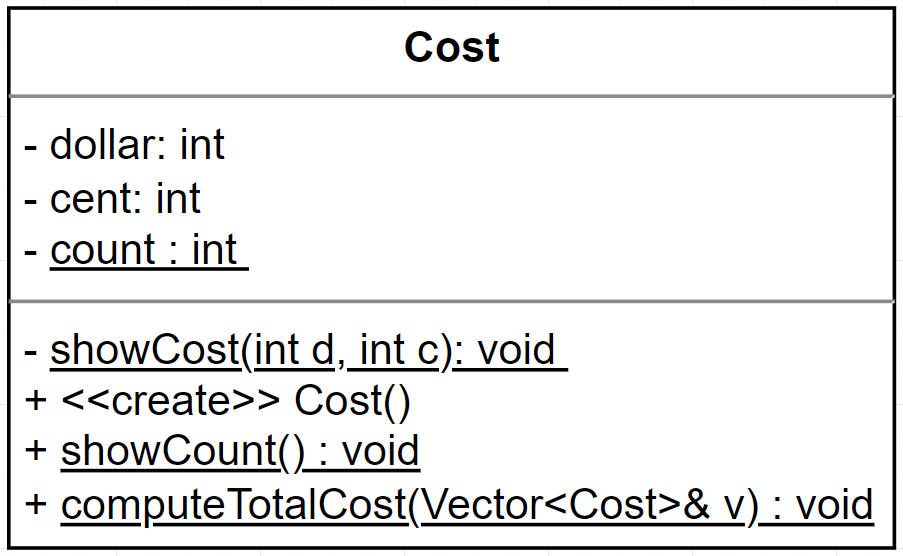 Cost
- dollar: int
- cent: int
- count : int
- showCost(int d, int c): void
+ <<create>> Cost()
+ showCount() : void
+ computeTotalCost(Vector<Cost>& v) : void